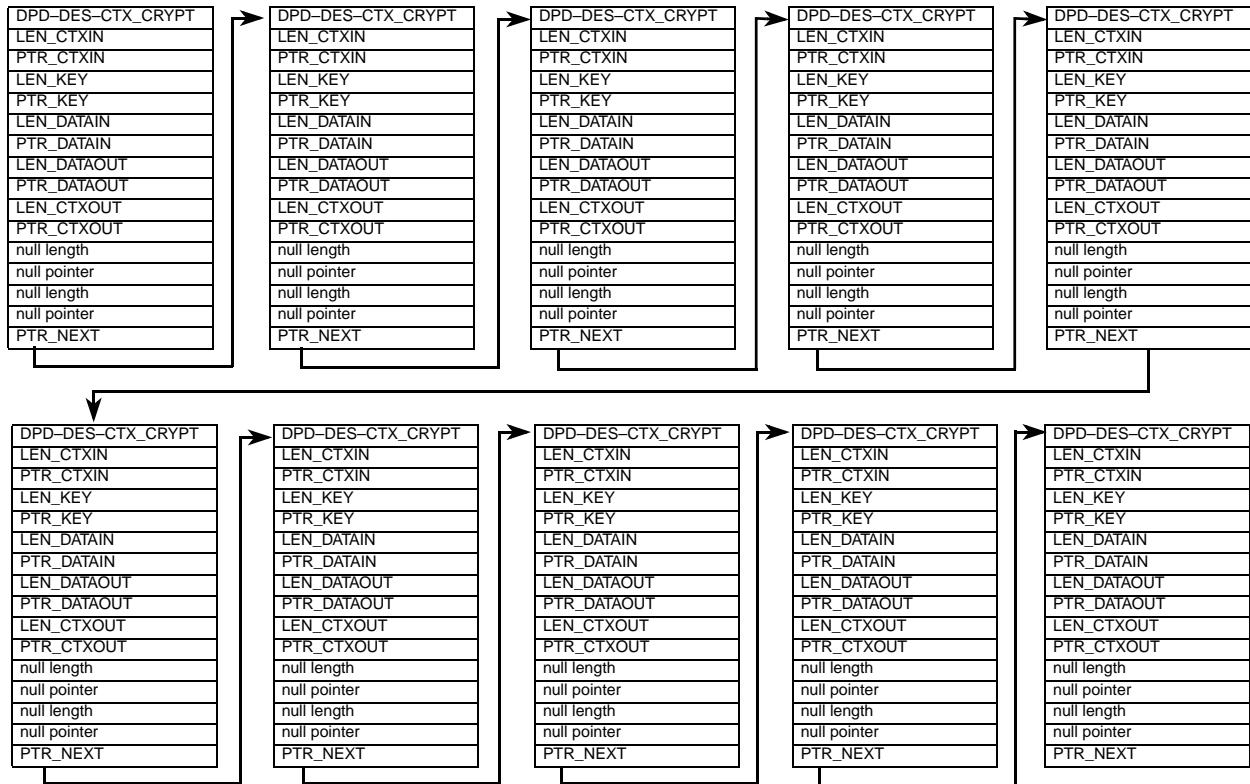 DPD–DES–CTX_CRYPT
LEN_CTXIN
PTR_CTXIN
LEN_KEY
PTR_KEY
LEN_DATAIN
PTR_DATAIN
LEN_DATAOUT
PTR_DATAOUT
LEN_CTXOUT
PTR_CTXOUT
null length
null pointer
null length
null pointer
PTR_NEXT
DPD–DES–CTX_CRYPT
LEN_CTXIN
PTR_CTXIN
LEN_KEY
PTR_KEY
LEN_DATAIN
PTR_DATAIN
LEN_DATAOUT
PTR_DATAOUT
LEN_CTXOUT
PTR_CTXOUT
null length
null pointer
null length
null pointer
PTR_NEXT
DPD–DES–CTX_CRYPT
LEN_CTXIN
PTR_CTXIN
LEN_KEY
PTR_KEY
LEN_DATAIN
PTR_DATAIN
LEN_DATAOUT
PTR_DATAOUT
LEN_CTXOUT
PTR_CTXOUT
null length
null pointer
null length
null pointer
PTR_NEXT
DPD–DES–CTX_CRYPT
LEN_CTXIN
PTR_CTXIN
LEN_KEY
PTR_KEY
LEN_DATAIN
PTR_DATAIN
LEN_DATAOUT
PTR_DATAOUT
LEN_CTXOUT
PTR_CTXOUT
null length
null pointer
null length
null pointer
PTR_NEXT
DPD–DES–CTX_CRYPT
LEN_CTXIN
PTR_CTXIN
LEN_KEY
PTR_KEY
LEN_DATAIN
PTR_DATAIN
LEN_DATAOUT
PTR_DATAOUT
LEN_CTXOUT
PTR_CTXOUT
null length
null pointer
null length
null pointer
PTR_NEXT
DPD–DES–CTX_CRYPT
LEN_CTXIN
PTR_CTXIN
LEN_KEY
PTR_KEY
LEN_DATAIN
PTR_DATAIN
LEN_DATAOUT
PTR_DATAOUT
LEN_CTXOUT
PTR_CTXOUT
null length
null pointer
null length
null pointer
PTR_NEXT
DPD–DES–CTX_CRYPT
LEN_CTXIN
PTR_CTXIN
LEN_KEY
PTR_KEY
LEN_DATAIN
PTR_DATAIN
LEN_DATAOUT
PTR_DATAOUT
LEN_CTXOUT
PTR_CTXOUT
null length
null pointer
null length
null pointer
PTR_NEXT
DPD–DES–CTX_CRYPT
LEN_CTXIN
PTR_CTXIN
LEN_KEY
PTR_KEY
LEN_DATAIN
PTR_DATAIN
LEN_DATAOUT
PTR_DATAOUT
LEN_CTXOUT
PTR_CTXOUT
null length
null pointer
null length
null pointer
PTR_NEXT
DPD–DES–CTX_CRYPT
LEN_CTXIN
PTR_CTXIN
LEN_KEY
PTR_KEY
LEN_DATAIN
PTR_DATAIN
LEN_DATAOUT
PTR_DATAOUT
LEN_CTXOUT
PTR_CTXOUT
null length
null pointer
null length
null pointer
PTR_NEXT
DPD–DES–CTX_CRYPT
LEN_CTXIN
PTR_CTXIN
LEN_KEY
PTR_KEY
LEN_DATAIN
PTR_DATAIN
LEN_DATAOUT
PTR_DATAOUT
LEN_CTXOUT
PTR_CTXOUT
null length
null pointer
null length
null pointer
PTR_NEXT